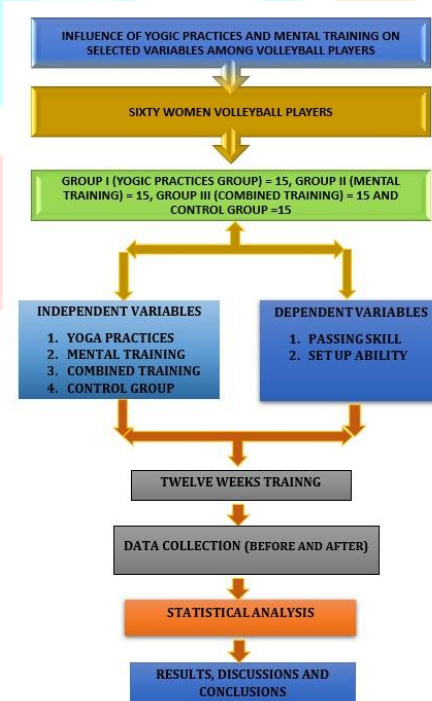 INFLUENCE OF YOGIC PRACTICES AND MENTAL TRAINING ON
SELECTED VARIABLES AMONG VOLLEYBALL PLAYERS
SIXTY WOMEN VOLLEYBALL PLAYERS
GROUP I (YOGIC PRACTICES GROUP) = 15, GROUP II (MENTAL
TRAINING) = 15, GROUP III (COMBINED TRAINING) = 15 AND
CONTROL GROUP =15
INDEPENDENT VARIABLES
1. YOGA PRACTICES
2. MENTAL TRAINING
3. COMBINED TRAINING
4. CONTROL GROUP
DEPENDENT VARIABLES
1. PASSING SKILL
2. SET UP ABILITY
TWELVE WEEKS TRAINNG
DATA COLLECTION (BEFORE AND AFTER)
STATISTICAL ANALYSIS
RESULTS, DISCUSSIONS AND
CONCLUSIONS